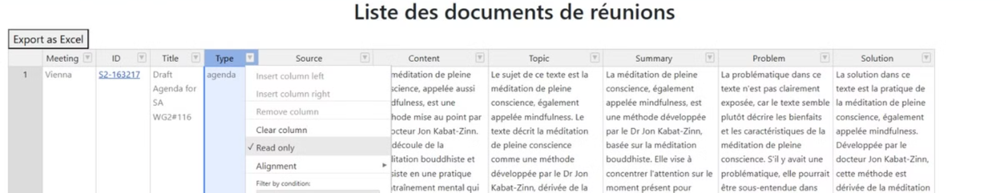 Liste des documents de réunions
Export as Excel
Meeting ID Title Type Source Content Topic Summary Problem Solution
1 Vienna S2-163217 Draft agenda méditation de pleine Le sujet de ce texte est la La méditation de pleine La problématique dans ce La solution dans ce
Insert column left
Agenda for science, appelée aussi méditation de pleine conscience, également texte n'est pas clairement texte est la pratique de
Insert column right
SA dfulness, est une conscience, également appelée mindfulness, est exposée, car le texte semble la méditation de pleine
Remove column
WG2#116 hode mise au point par appelée mindfulness. Le une méthode développée plutôt décrire les bienfaits conscience, également
Clear column
octeur Jon Kabat-Zinn. texte décrit la méditation par le Dr Jon Kabat-Zinn, et les caractéristiques de la appelée mindfulness.
✓ Read only
découle de la de pleine conscience basée sur la méditation méditation de pleine Développée par le
Alignment
litation bouddhiste et comme une méthode bouddhiste. Elle vise à conscience. S'il y avait une docteur Jon Kabat-Zinn,
siste en une pratique développée par le Dr Jon concentrer l'attention sur le problématique, elle pourrait cette méthode est
Filter by condition:
ntraînement mental qui Kabat-Zinn, dérivée de la moment présent pour être sous-entendue dans dérivée de la méditation